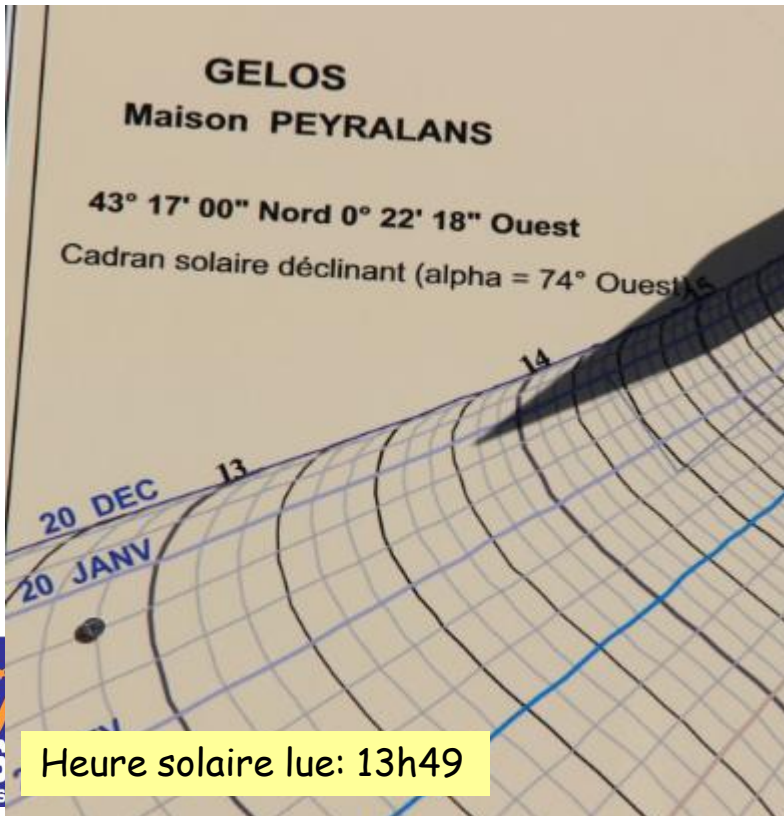 GELOS
Maison PEYRALANS
43° 17' 00" Nord 0° 22' 18" Ouest
Cadran solaire déclinant (alpha = 74° Ouest)
15
14
13
20 DEC
20 JANV
Heure solaire lue: 13h49